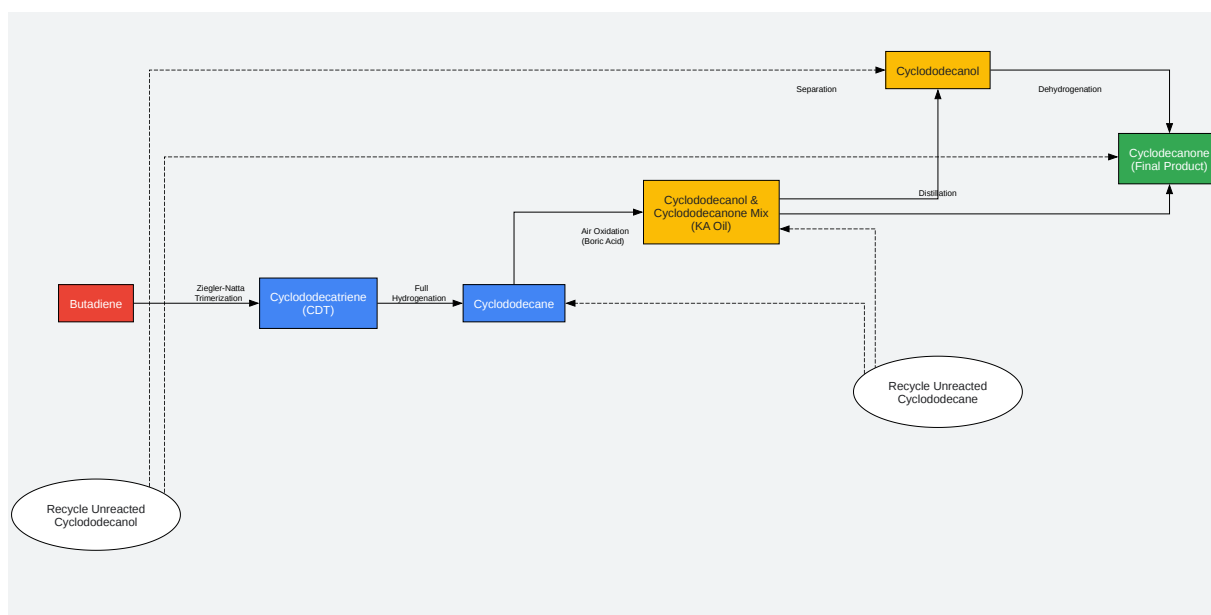 Cyclododecanol
Separation
Dehydrogenation
Cyclodecanone
(Final Product)
Cyclododecanol &
Cyclododecanone Mix
(KA Oil)
Distillation
Air Oxidation
(Boric Acid)
Butadiene
Ziegler-Natta
Trimerization
Cyclododecatriene
(CDT)
Full
Hydrogenation
Cyclododecane
Recycle Unreacted
Cyclododecane
Recycle Unreacted
Cyclododecanol